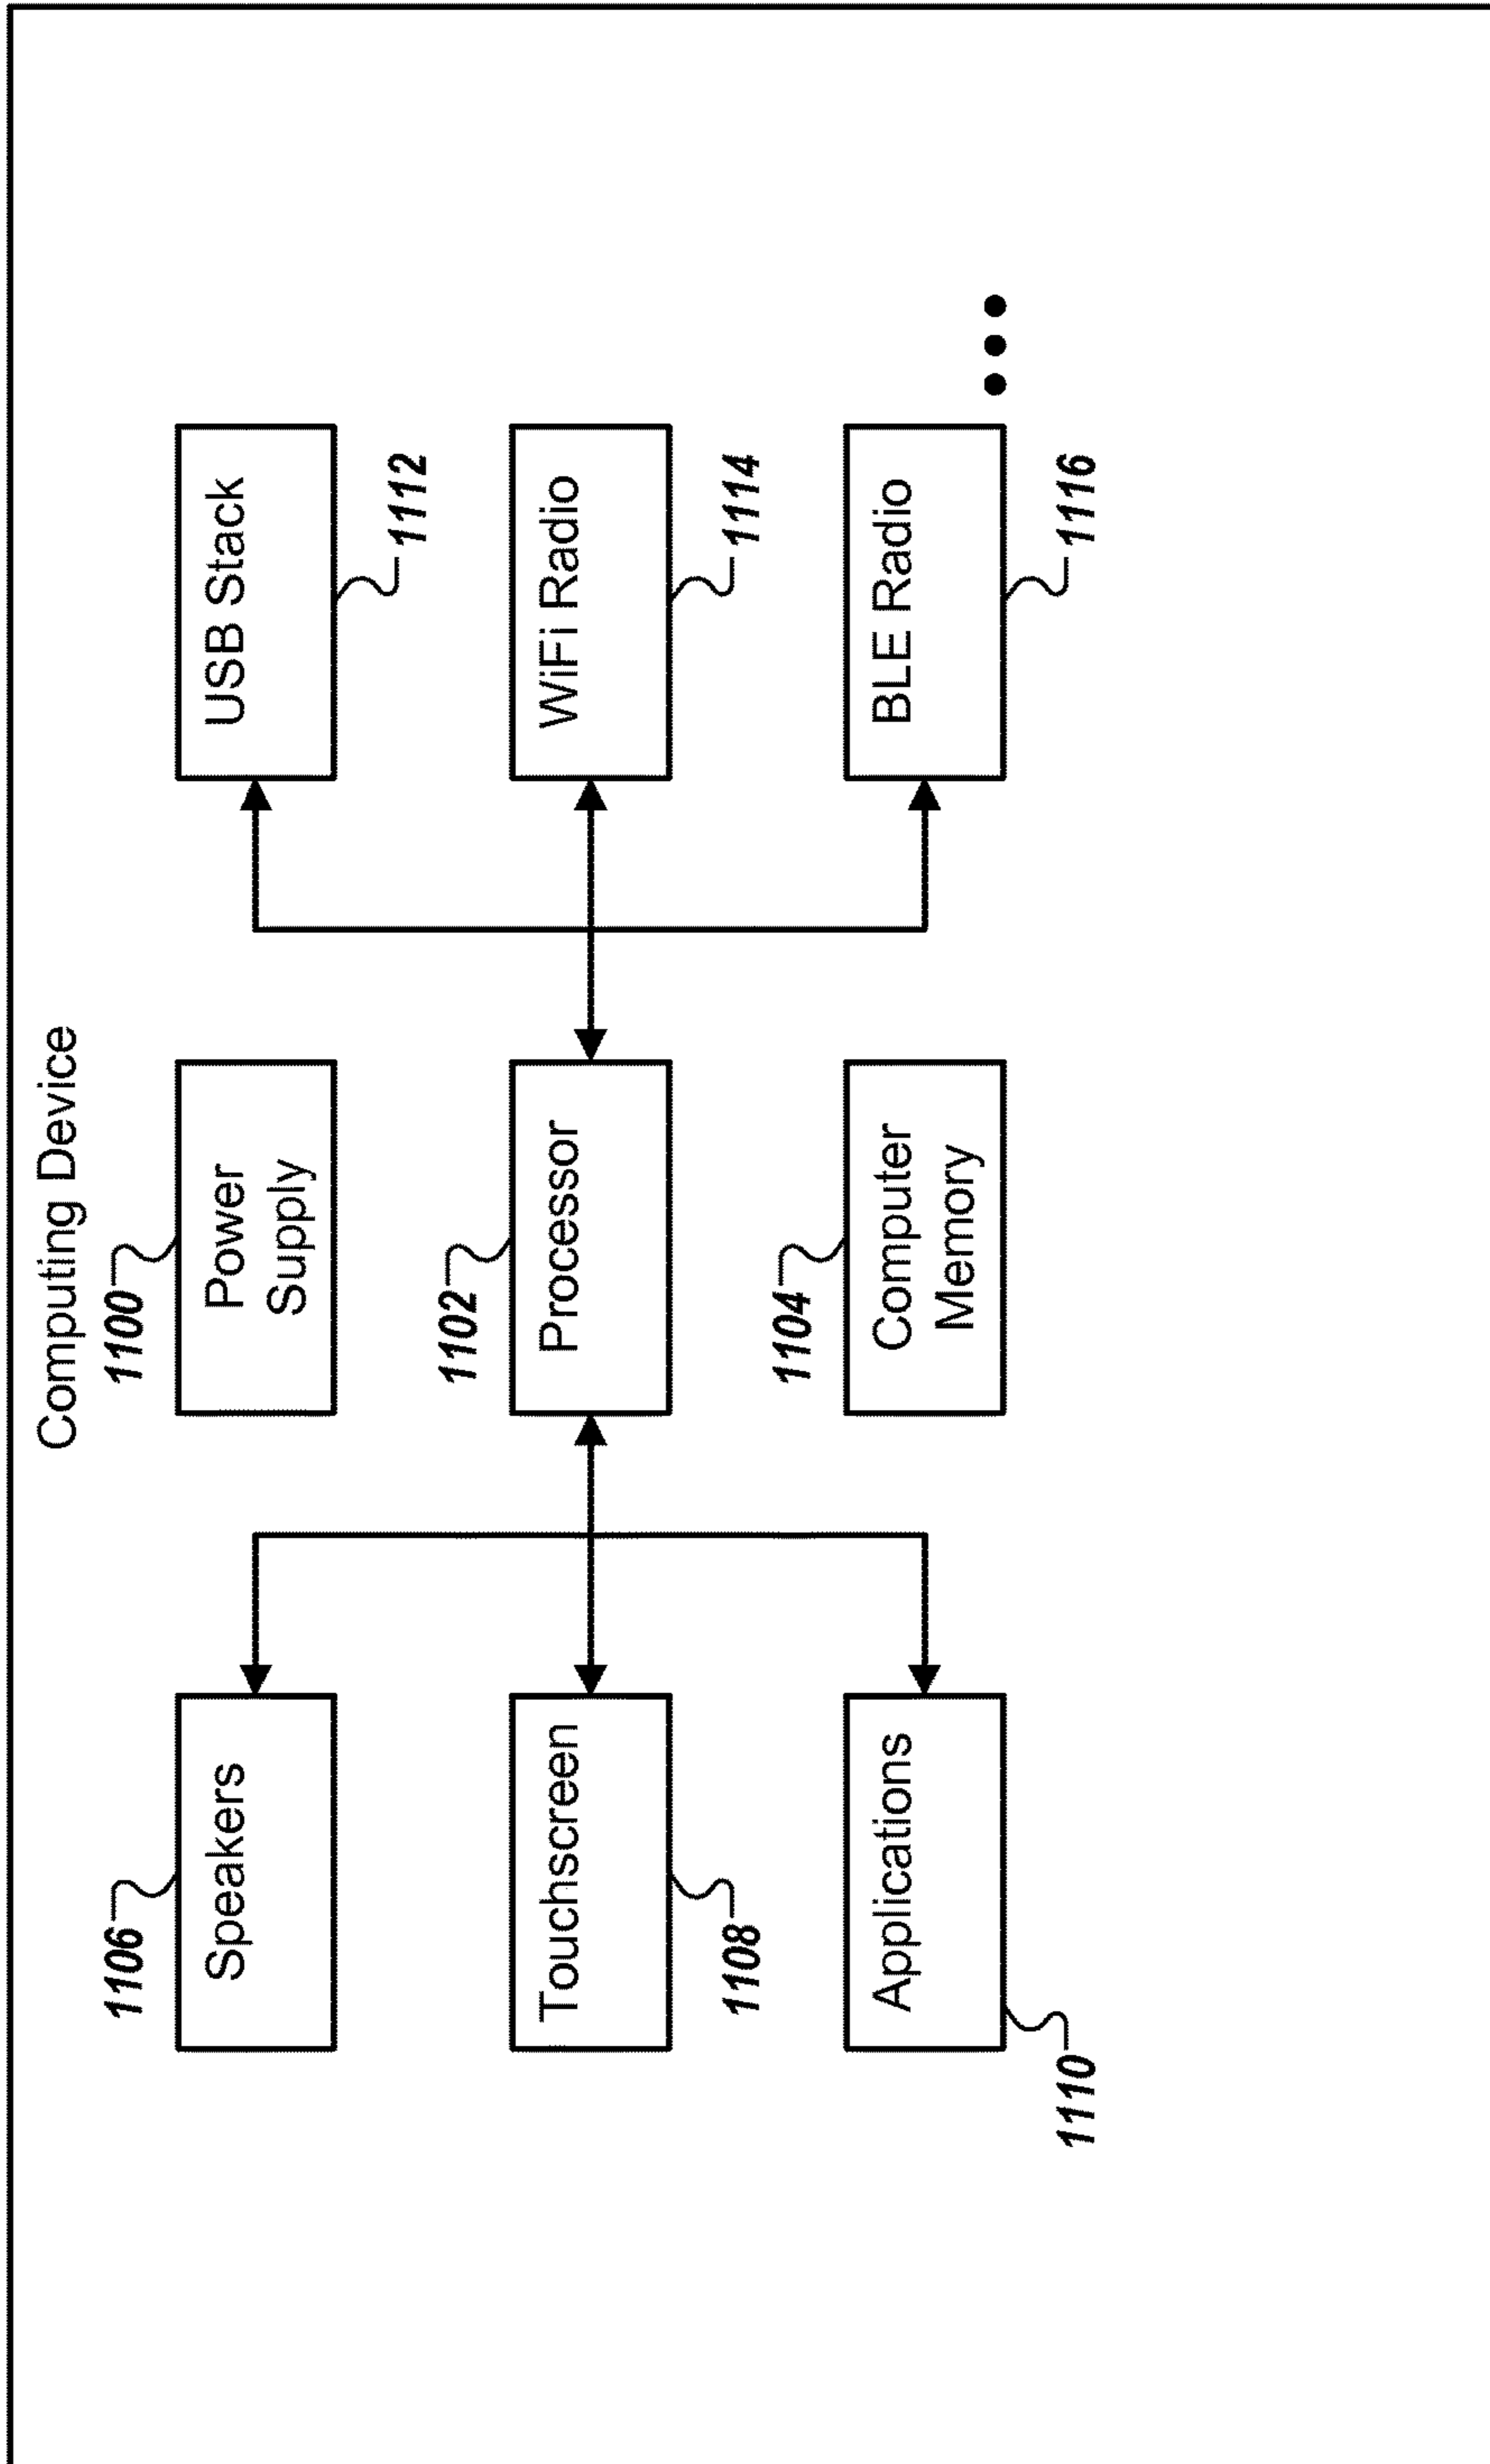 Computing Device
1106
Speakers
1100
Power
Supply
USB Stack
1112
Touchscreen
1108
1102
Processor
WiFi Radio
1114
Applications
1110
1104
Computer
Memory
BLE Radio
1116